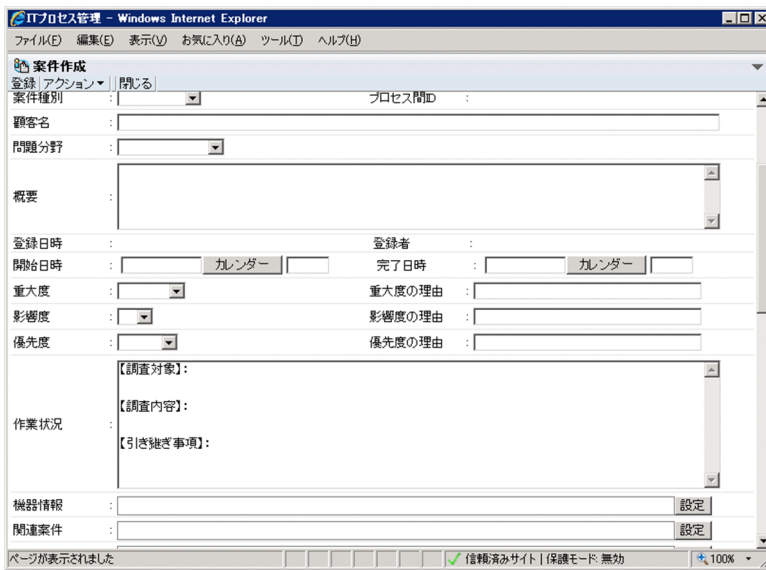 ITプロセス管理 - Windows Internet Explorer
ファイル(F) 編集(E) 表示(V) お気に入り(A) ツール(T) ヘルプ(H)
案件作成
登録 | アクション▼ | | 閉じる
案件種別 : プロセス間ID :
顧客名 :
問題分野 :
概要 :
登録日時 : 登録者 :
開始日時 : カレンダー 完了日時 : カレンダー
重大度 : 重大度の理由 :
影響度 : 影響度の理由 :
優先度 : 優先度の理由 :
【調査対象】:
【調査内容】:
作業状況 :
【引き継ぎ事項】:
機器情報 : 設定
関連案件 : 設定
ページが表示されました 信頼済みサイト | 保護モード: 無効 100%